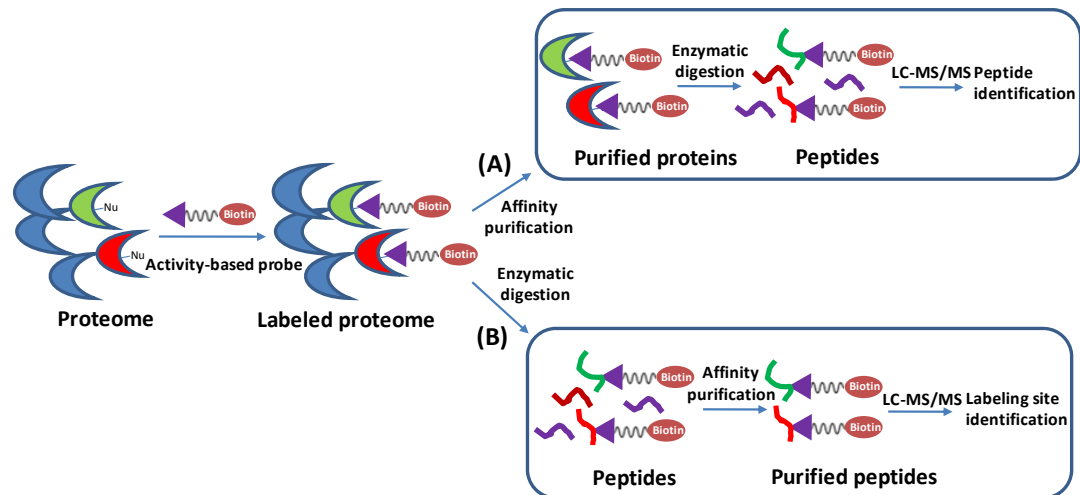 Biotin
Biotin
Enzymatic
digestion
Biotin
Biotin
LC-MS/MS Peptide
identification
Purified proteins
Peptides
(A)
Affinity
purification
Nu
Nu
Biotin
Activity-based probe
Biotin
Biotin
Proteome
Labeled proteome
Enzymatic
digestion
(B)
Biotin
Biotin
Affinity
purification
Biotin
Biotin
LC-MS/MS Labeling site
identification
Peptides
Purified peptides